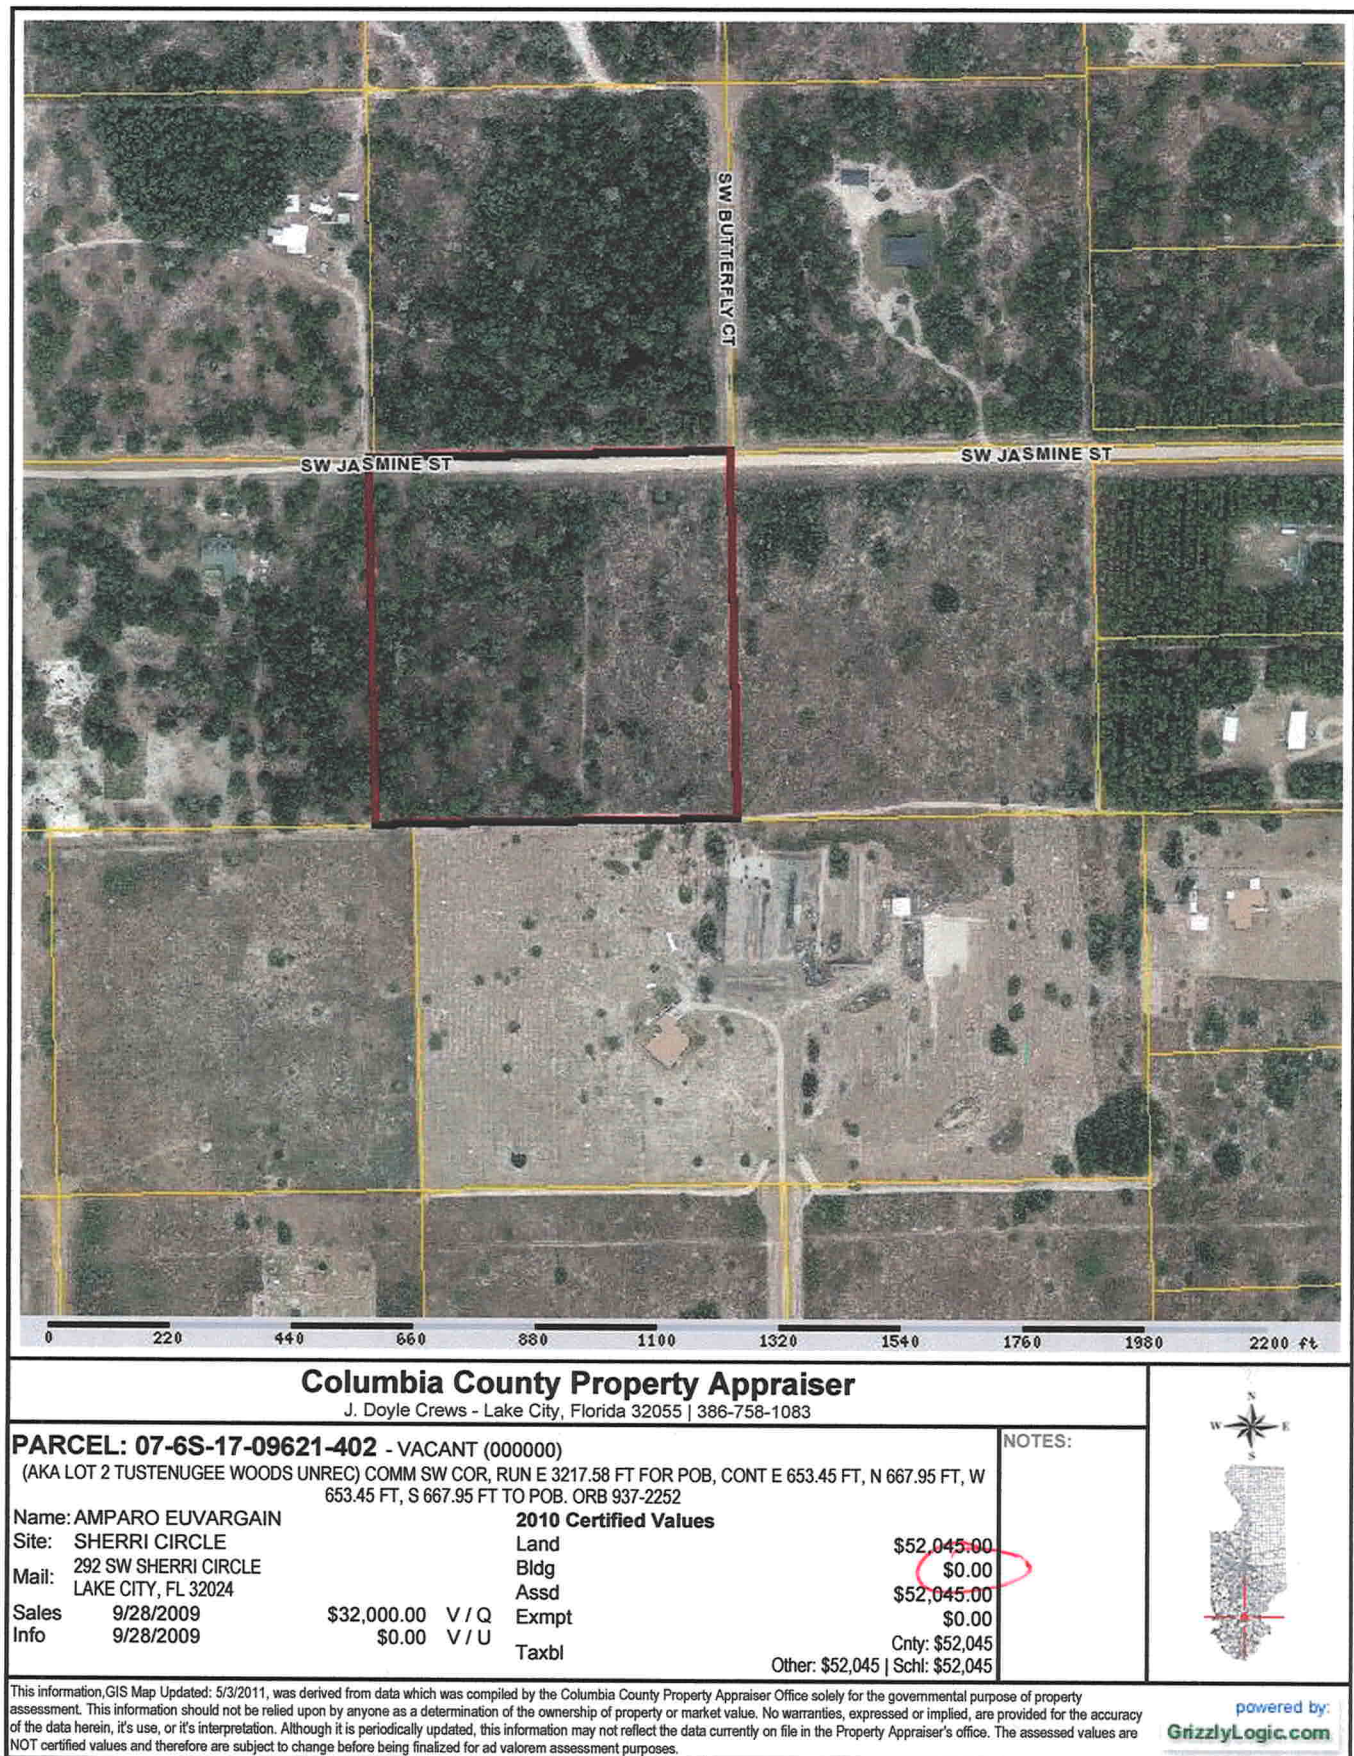 SW BUTTERFLY CT
SW JASMINE ST
SW JASMINE ST
0 220 440 660 880 1100 1320 1540 1760 1980 2200 ft
Columbia County Property Appraiser
J. Doyle Crews - Lake City, Florida 32055 | 386-758-1083
PARCEL: 07-6S-17-09621-402 - VACANT (000000)
(AKA LOT 2 TUSTENUGEE WOODS UNREC) COMM SW COR, RUN E 3217.58 FT FOR POB, CONT E 653.45 FT, N 667.95 FT, W
653.45 FT, S 667.95 FT TO POB. ORB 937-2252
Name: AMPARO EUVARGAIN
Site: SHERRI CIRCLE
Mail: 292 SW SHERRI CIRCLE
LAKE CITY, FL 32024
Sales 9/28/2009 $32,000.00 V / Q
Info 9/28/2009 $0.00 V / U
2010 Certified Values
Land $52,045.00
Bldg $0.00
Assd $52,045.00
Exmpt $0.00
Taxbl Cnty: $52,045
Other: $52,045 | Schl: $52,045
NOTES:
N
W E
S
This information,GIS Map Updated: 5/3/2011, was derived from data which was compiled by the Columbia County Property Appraiser Office solely for the governmental purpose of property
assessment. This information should not be relied upon by anyone as a determination of the ownership of property or market value. No warranties, expressed or implied, are provided for the accuracy
of the data herein, it's use, or it's interpretation. Although it is periodically updated, this information may not reflect the data currently on file in the Property Appraiser's office. The assessed values are
NOT certified values and therefore are subject to change before being finalized for ad valorem assessment purposes.
powered by:
GrizzlyLogic.com